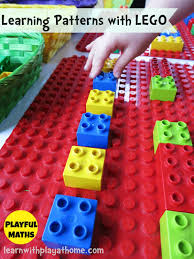 Learning Patterns with LEGO
PLAYFUL
MATHS
learnwithplayathome.com